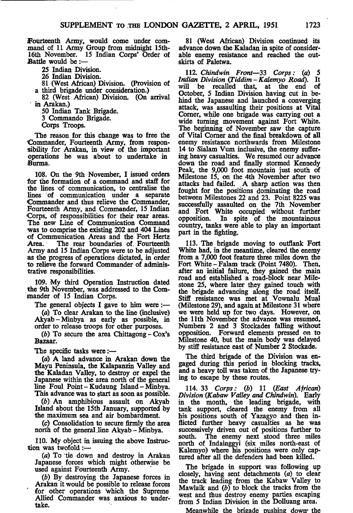 SUPPLEMENT TO THE LONDON GAZETTE, 2 APRIL, 1951 1723
Fourteenth Army, would come under com-
mand of 11 Army Group from midnight 15th-
16th November. 15 Indian Corps' Order of
Battle would be :—
25 Indian Division.
26 Indian Division.
81 (West African) Division. (Provision of
a third brigade under consideration.)
82 (West African) Division. (On arrival
in Arakan.)
50 Indian Tank Brigade.
3 Commando Brigade.
Corps Troops.
The reason for this change was to free the
Commander, Fourteenth Army, from respon-
sibility for Arakan, in view of the important
operations he was about to undertake in
Burma.
108. On the 9th November, I issued orders
for the formation of a command and staff for
the lines of communication, to centralise the
lines of communication under a separate
Commander and thus relieve the Commander,
Fourteenth Army, and Commander, 15 Indian
Corps, of responsibilities for their rear areas.
The new Line of Communication Command
was to comprise the existing 202 and 404 Lines
of Communication Areas and the Fort Hertz
Area. The rear boundaries of Fourteenth
Army and 15 Indian Corps were to be adjusted
as the progress of operations dictated, in order
to relieve the forward Commander of adminis-
trative responsibilities.
109. My third Operation Instruction dated
the 9th November, was addressed to the Com-
mander of 15 Indian Corps.
The general objects I gave to him were :—
(a) To clear Arakan to the line (inclusive)
Akyab – Minbya as early as possible, in
order to release troops for other purposes.
(b) To secure the area Chittagong – Cox's
Bazaar.
The specific tasks were :—
(a) A land advance in Arakan down the
Mayu Peninsula, the Kalapanzin Valley and
the Kaladan Valley, to destroy or expel the
Japanese within the area north of the general
line Foul Point – Kudaung Island – Minbya.
This advance was to start as soon as possible.
(b) An amphibious assault on Akyab
Island about the 15th January, supported by
the maximum sea and air bombardment.
(c) Consolidation to secure firmly the area
north of the general line Akyab – Minbya.
110. My object in issuing the above Instruc-
tion was twofold :—
(a) To tie down and destroy in Arakan
Japanese forces which might otherwise be
used against Fourteenth Army.
(b) By destroying the Japanese forces in
Arakan it would be possible to release forces
for other operations which the Supreme
Allied Commander was anxious to under-
take.
81 (West African) Division continued its
advance down the Kaladan in spite of consider-
able enemy resistance and reached the out-
skirts of Paletwa.
112. Chindwin Front—33 Corps: (a) 5
Indian Division (Tiddim – Kalemyo Road). It
will be recalled that, at the end of
October, 5 Indian Division having cut in be-
hind the Japanese and launched a converging
attack, was assaulting their positions at Vital
Corner, while one brigade was carrying out a
wide turning movement against Fort White.
The beginning of November saw the capture
of Vital Corner and the final breakdown of all
enemy resistance northwards from Milestone
14 to Sialam Vum inclusive, the enemy suffer-
ing heavy casualties. We resumed our advance
down the road and finally stormed Kennedy
Peak, the 9,000 foot mountain just south of
Milestone 15, on the 4th November after two
attacks had failed. A sharp action was then
fought for the positions dominating the road
between Milestones 22 and 23. Point 8225 was
successfully assaulted on the 7th November
and Fort White occupied without further
opposition. In spite of the mountainous
country, tanks were able to play an important
part in the fighting.
113. The brigade moving to outflank Fort
White had, in the meantime, cleared the enemy
from a 7,000 foot feature three miles down the
Fort White – Falam track (Point 7480). Then,
after an initial failure, they gained the main
road and established a road-block near Mile-
stone 25, where later they gained touch with
the brigade advancing along the road itself.
Stiff resistance was met at Vowralu Mual
(Milestone 29), and again at Milestone 31 where
we were held up for two days. However, on
the 11th November the advance was resumed,
Numbers 2 and 3 Stockades falling without
opposition. Forward elements pressed on to
Milestone 40, but the main body was delayed
by stiff resistance east of Number 2 Stockade.
The third brigade of the Division was en-
gaged during this period in blocking tracks,
and a heavy toll was taken of the Japanese try-
ing to escape by these routes.
114. 33 Corps: (b) 11 (East African)
Division (Kabaw Valley and Chindwin). Early
in the month, the leading brigade, with
tank support, cleared the enemy from all
his positions south of Yazagyo and then in-
flicted further heavy casualties as he was
successively driven out of positions further to
south. The enemy next stood three miles
north of Indainggyi (six miles north-east of
Kalemyo) where his positions were only cap-
tured after all the defenders had been killed.
The brigade in support was following up
closely, having sent detachments (a) to clear
the track leading from the Kabaw Valley to
Mawlaik and (b) to block the tracks from the
west and thus destroy enemy parties escaping
from 5 Indian Division in the Dolluang area.
Meanwhile the brigade pushing down the